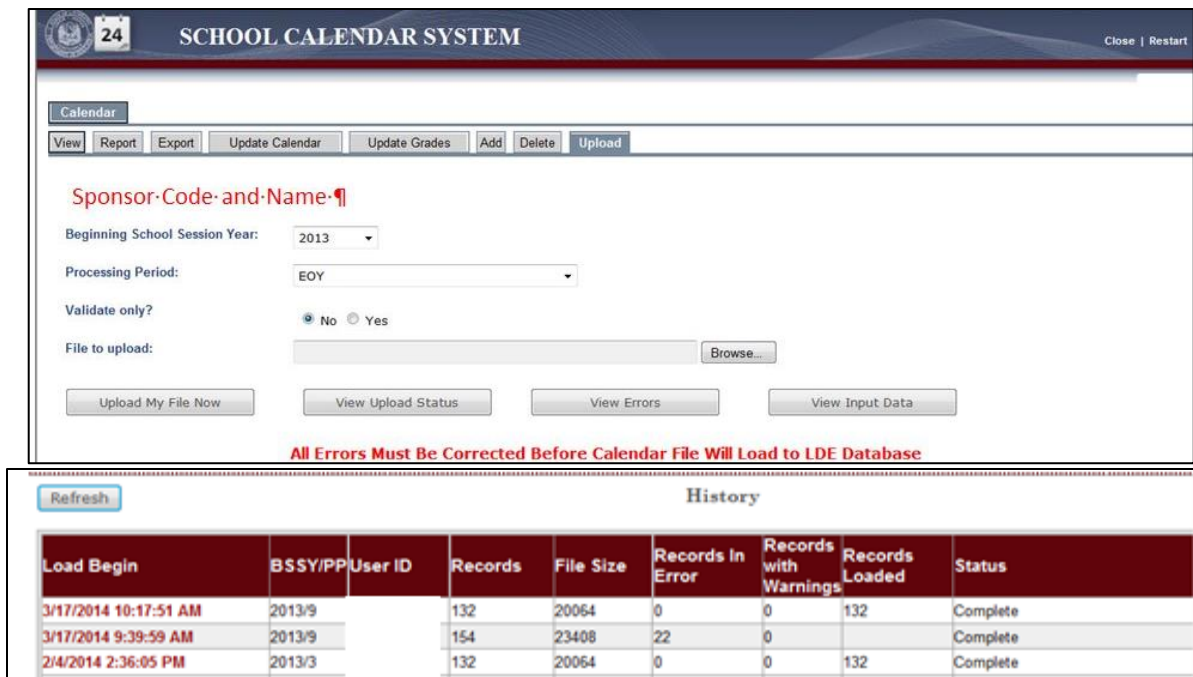 24 SCHOOL CALENDAR SYSTEM Close | Restart
Calendar
View Report Export Update Calendar Update Grades Add Delete Upload
Sponsor·Code·and·Name·¶
Beginning School Session Year: 2013
Processing Period: EOY
Validate only? No Yes
File to upload: Browse...
Upload My File Now View Upload Status View Errors View Input Data
All Errors Must Be Corrected Before Calendar File Will Load to LDE Database
Refresh History
Load Begin BSSY/PP User ID Records File Size Records In Error Records with Warnings Records Loaded Status
3/17/2014 10:17:51 AM 2013/9 132 20064 0 0 132 Complete
3/17/2014 9:39:59 AM 2013/9 154 23408 22 0 Complete
2/4/2014 2:36:05 PM 2013/3 132 20064 0 0 132 Complete